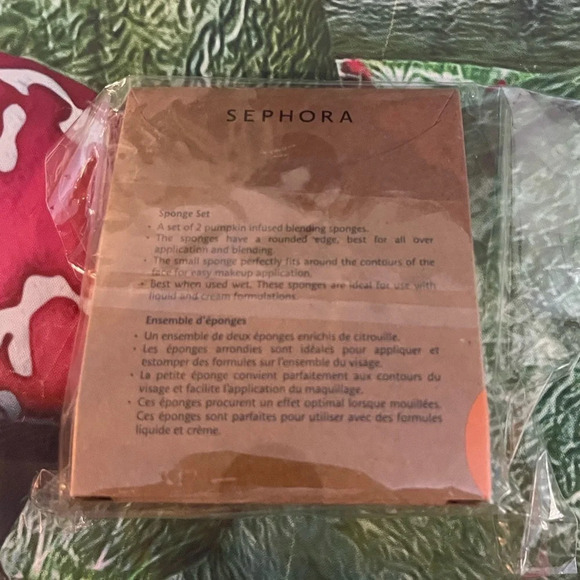 SEPHORA
Sponge Set
• A set of 2 pumpkin infused blending sponges.
• The sponges have a rounded edge, best for all over
application and blending.
• The small sponge perfectly fits around the contours of the
face for easy makeup application.
• Best when used wet. These sponges are ideal for use with
liquid and cream formulations.
Ensemble d'éponges
• Un ensemble de deux éponges enrichis de citrouille.
• Les éponges arrondies sont idéales pour appliquer et
estomper des formules sur l'ensemble du visage.
• La petite éponge convient parfaitement aux contours du
visage et facilite l'application du maquillage.
• Ces éponges procurent un effet optimal lorsque mouillées.
Ces éponges sont parfaites pour utiliser avec des formules
liquide et crème.